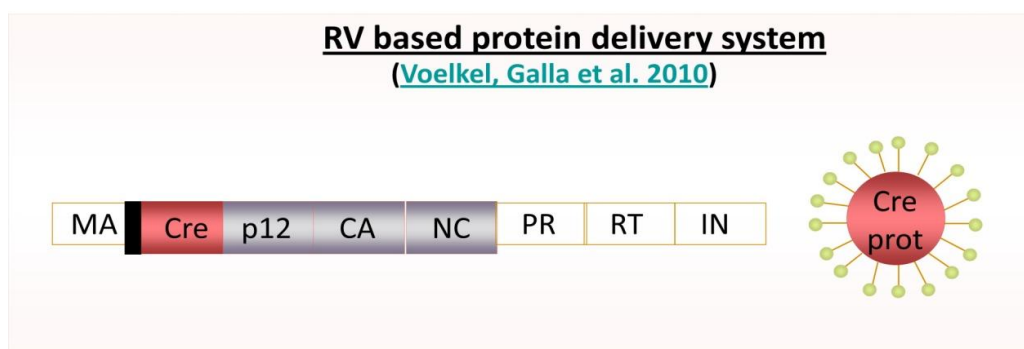 RV based protein delivery system
(Voelkel, Galla et al. 2010)
MA Cre p12 CA NC PR RT IN
Cre
prot